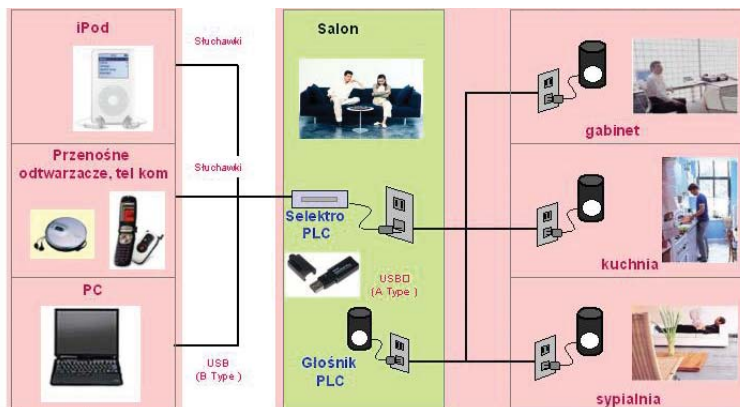 iPod
Słuchawki
Salon
gabinet
Przenośne
odtwarzacze, tel kom
Słuchawki
Selektro
PLC
kuchnia
PC
USB
(A Type )
USB
(B Type )
Głośnik
PLC
sypialnia